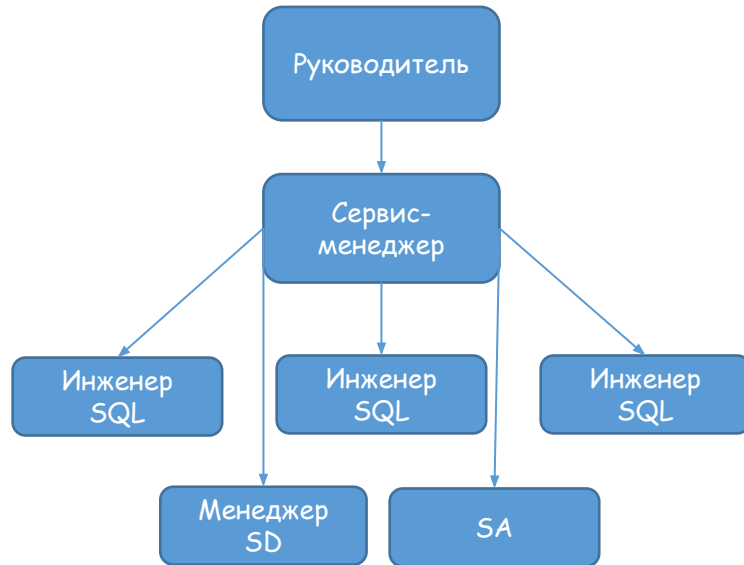 Руководитель
Сервис-
менеджер
Инженер
SQL
Инженер
SQL
Инженер
SQL
Менеджер
SD
SA